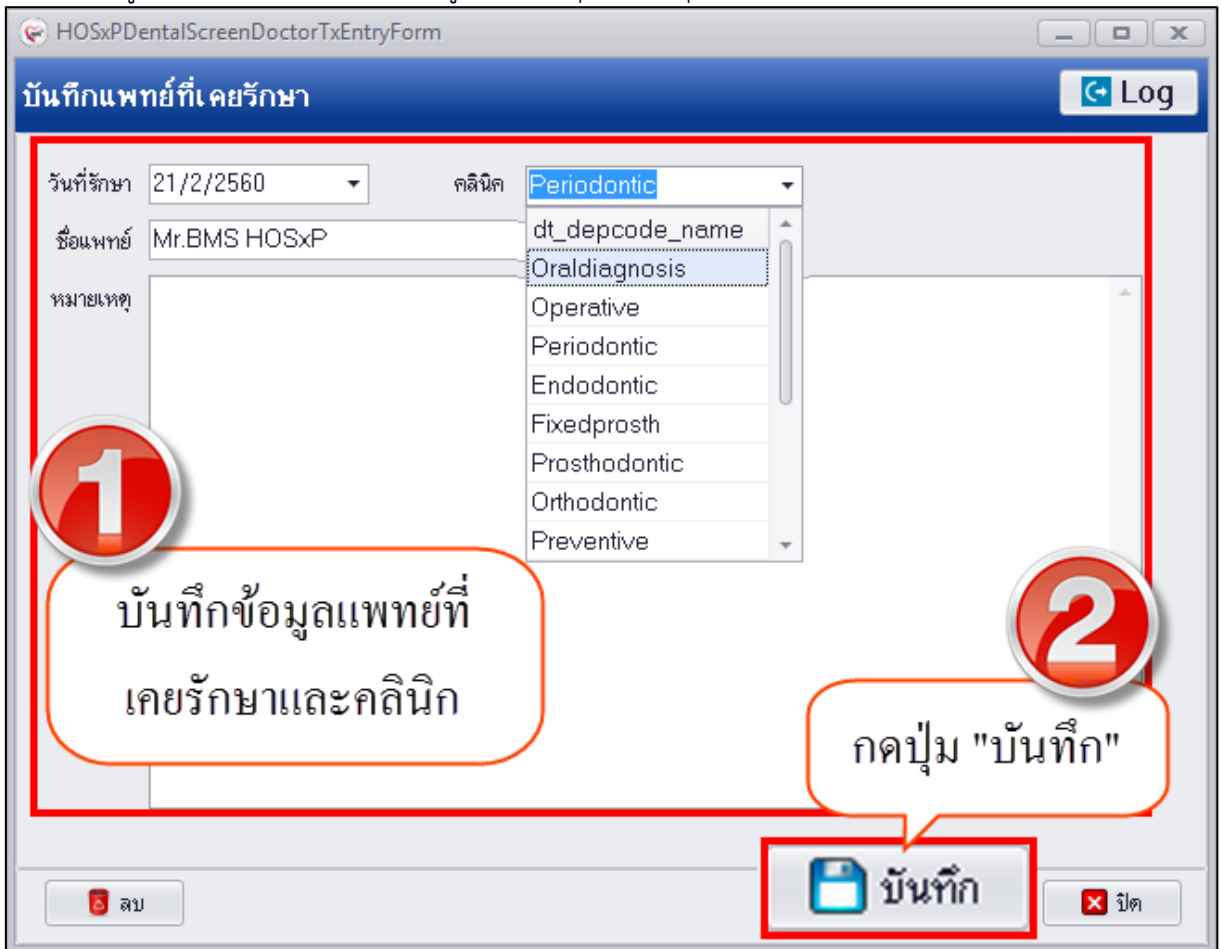 HOSxPDentalScreenDoctorTxEntryForm
บันทึกแพทย์ที่เคยรักษา
Log
วันที่รักษา 21/2/2560 คลินิค Periodontic
ชื่อแพทย์ Mr.BMS HOSxP
dt_depcode_name
Oraldiagnosis
หมายเหตุ
Operative
Periodontic
Endodontic
Fixedprosth
Prosthodontic
Orthodontic
Preventive
1
บันทึกข้อมูลแพทย์ที่
เคยรักษาและคลินิก
2
กดปุ่ม "บันทึก"
ลบ
บันทึก
ปิด